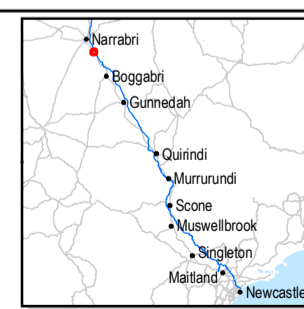 Narrabri
Boggabri
Gunnedah
Quirindi
Murrurundi
Scone
Muswellbrook
Singleton
Maitland
Newcastle